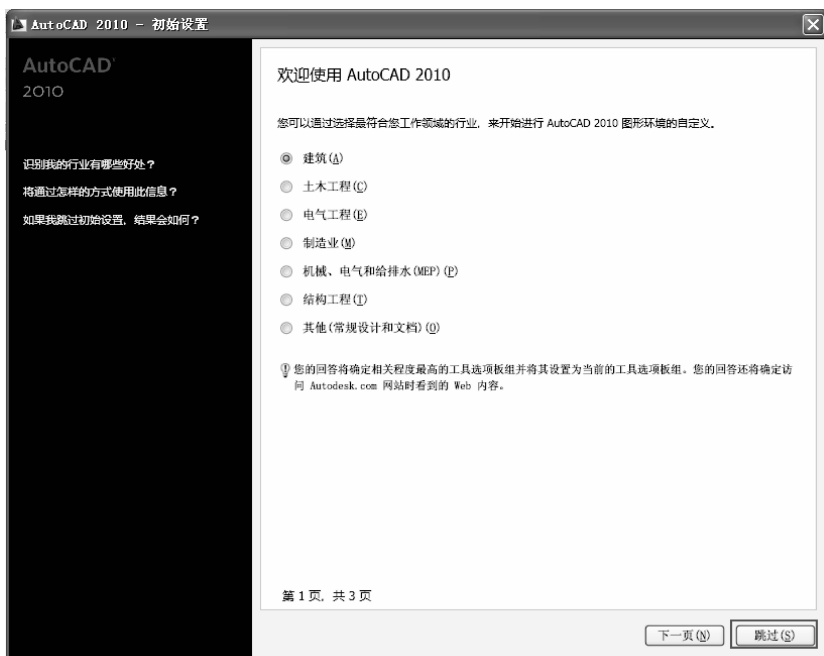 AutoCAD 2010 - 初始设置
AutoCAD'
2010
识别我的行业有哪些好处？
将通过怎样的方式使用此信息？
如果我跳过初始设置，结果会如何？
欢迎使用 AutoCAD 2010
您可以通过选择最符合您工作领域的行业，来开始进行 AutoCAD 2010 图形环境的自定义。
建筑(A)
土木工程(C)
电气工程(E)
制造业(M)
机械、电气和给排水(MEP)(P)
结构工程(T)
其他(常规设计和文档)(O)
您的回答将确定相关程度最高的工具选项板组并将其设置为当前的工具选项板组。您的回答还将确定访
问 Autodesk.com 网站时看到的 Web 内容。
第 1 页，共 3 页
下一页(N) 跳过(S)